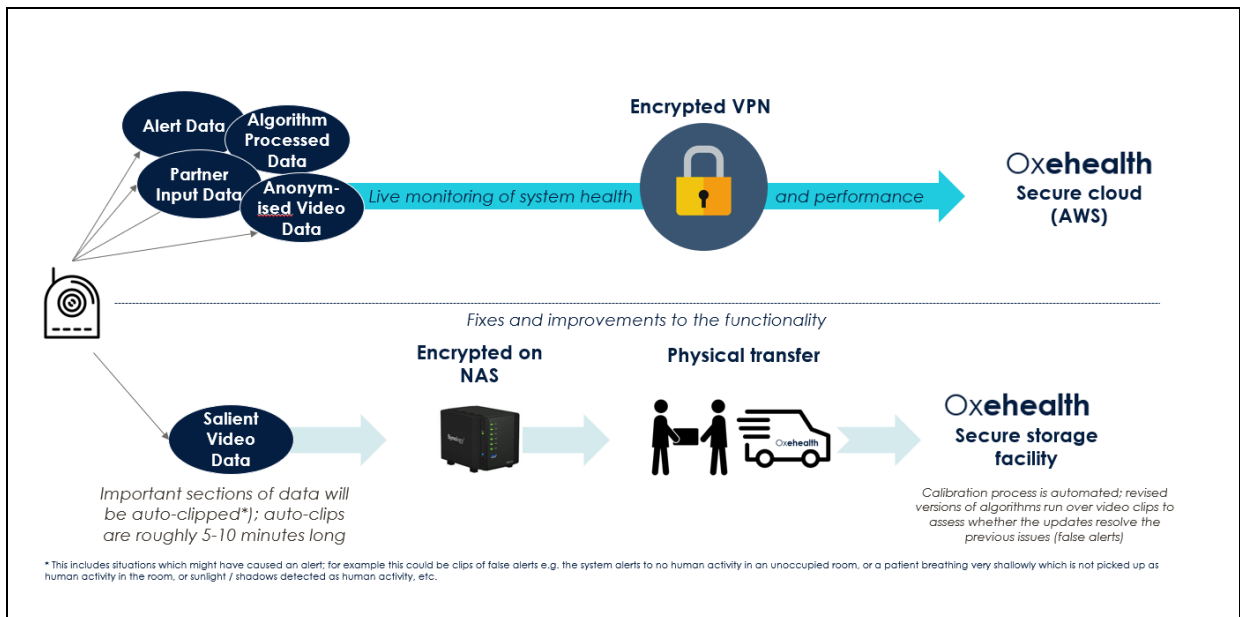 Alert Data
Algorithm
Processed
Data
Partner
Input Data
Anonym-
ised Video
Data
Live monitoring of system health
Encrypted VPN
and performance
Oxehealth
Secure cloud
(AWS)
Fixes and improvements to the functionality
Salient
Video
Data
Important sections of data will
be auto-clipped*); auto-clips
are roughly 5-10 minutes long
Encrypted on
NAS
Synology
Physical transfer
Oxehealth
Oxehealth
Secure storage
facility
Calibration process is automated; revised
versions of algorithms run over video clips to
assess whether the updates resolve the
previous issues (false alerts)
* This includes situations which might have caused an alert; for example this could be clips of false alerts e.g. the system alerts to no human activity in an unoccupied room, or a patient breathing very shallowly which is not picked up as
human activity in the room, or sunlight / shadows detected as human activity, etc.